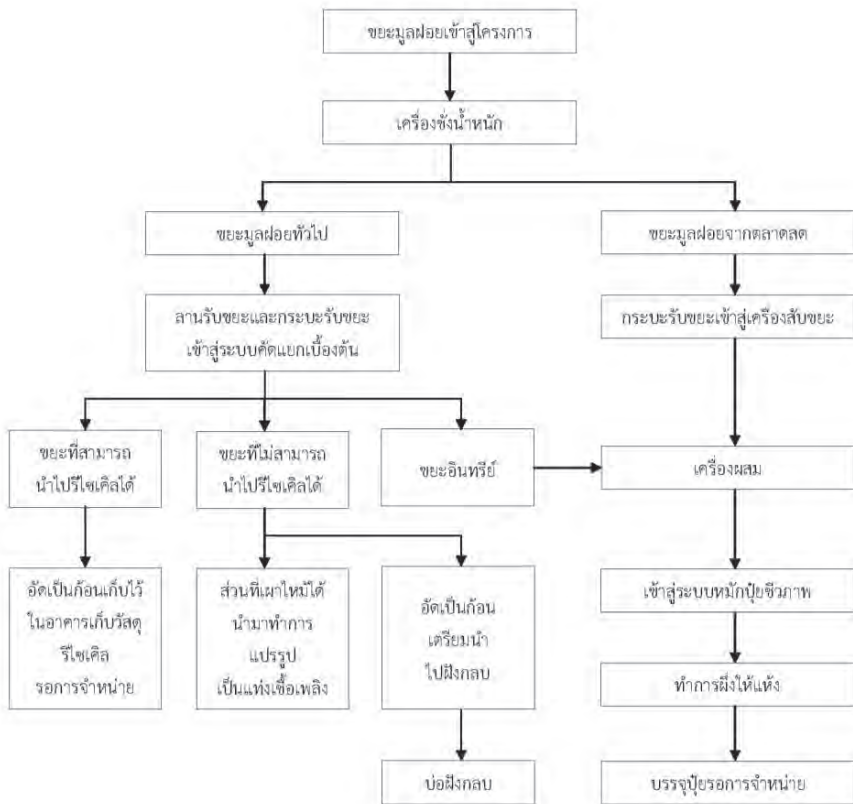 ขยะมูลฝอยเข้าสู่โครงการ
เครื่องชั่งน้ำหนัก
ขยะมูลฝอยทั่วไป
ขยะมูลฝอยจากตลาดสด
ลานรับขยะและกระบะรับขยะ
เข้าสู่ระบบคัดแยกเบื้องต้น
กระบะรับขยะเข้าสู่เครื่องสับขยะ
ขยะที่สามารถ
นำไปรีไซเคิลได้
ขยะที่ไม่สามารถ
นำไปรีไซเคิลได้
ขยะอินทรีย์
เครื่องผสม
อัดเป็นก้อนเก็บไว้
ในอาคารเก็บวัสดุ
รีไซเคิล
รอการจำหน่าย
ส่วนที่เผาไหม้ได้
นำมาทำการ
แปรรูป
เป็นแท่งเชื้อเพลิง
อัดเป็นก้อน
เตรียมนำ
ไปฝังกลบ
เข้าสู่ระบบหมักปุ๋ยชีวภาพ
ทำการผึ่งให้แห้ง
บ่อฝังกลบ
บรรจุปุ๋ยรอการจำหน่าย